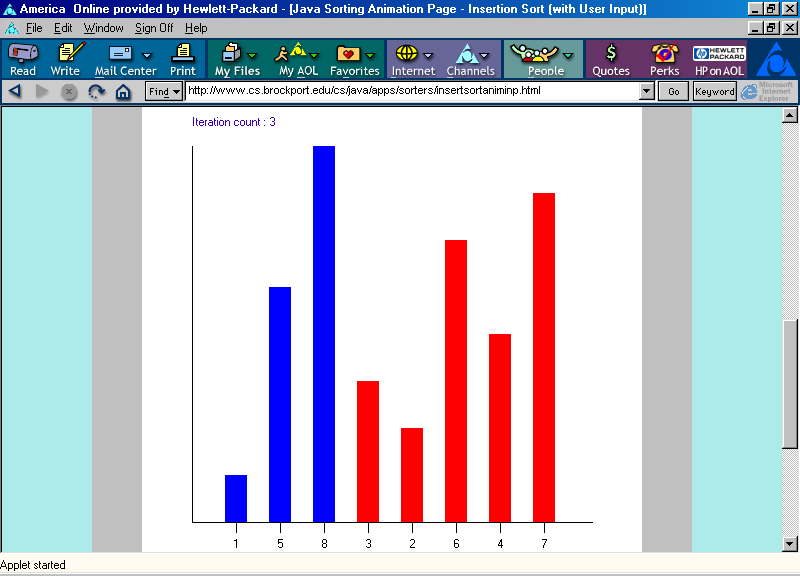 America Online provided by Hewlett-Packard - [Java Sorting Animation Page - Insertion Sort (with User Input)]
File Edit Window Sign Off Help
Read Write Mail Center Print My Files My AOL Favorites Internet Channels People Quotes Perks HP on AOL
HEWLETT PACKARD
Find http://www.cs.brockport.edu/cs/java/apps/sorters/insertsortaniminp.html Go Keyword Microsoft Internet Explorer
Iteration count : 3
1 5 8 3 2 6 4 7
Applet started